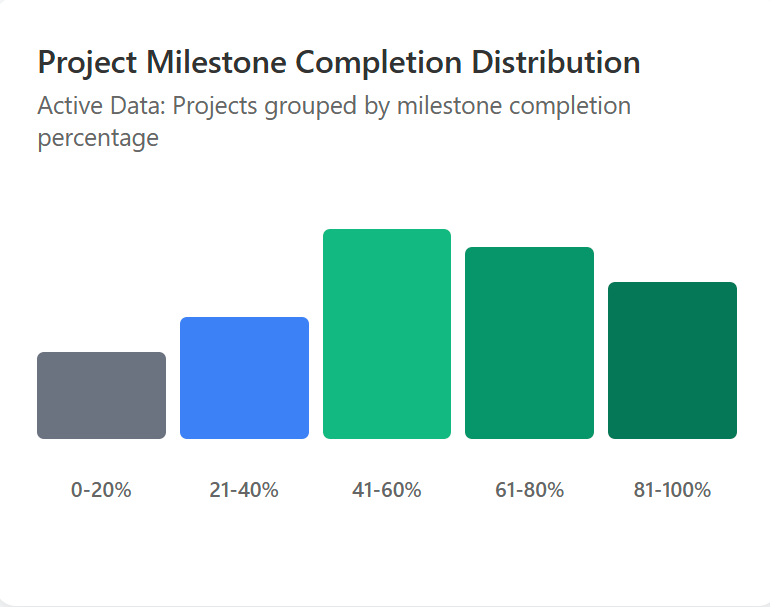 Project Milestone Completion Distribution
Active Data: Projects grouped by milestone completion
percentage
0-20%
21-40%
41-60%
61-80%
81-100%